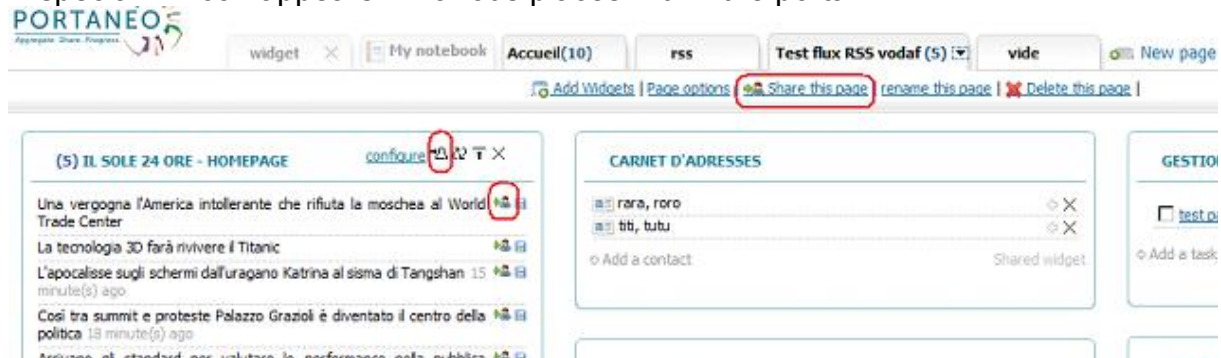 PORTANEO
Aggregate. Share. Progress.
widget
My notebook
Accueil(10)
rss
Test flux RSS vodaf (5)
vide
New page
Add Widgets | Page options | Share this page | rename this page | Delete this page |
(5) IL SOLE 24 ORE - HOMEPAGE
configure
Una vergogna l'America intollerante che rifiuta la moschea al World
Trade Center
La tecnologia 3D farà rivivere il Titanic
L'apocalisse sugli schermi dall'uragano Katrina al sisma di Tangshan 15
minute(s) ago
Così tra summit e proteste Palazzo Grazioli è diventato il centro della
politica 18 minute(s) ago
CARNET D'ADRESSES
rara, roro
titi, tutu
Add a contact
Shared widget
GESTIO
test
Add a task